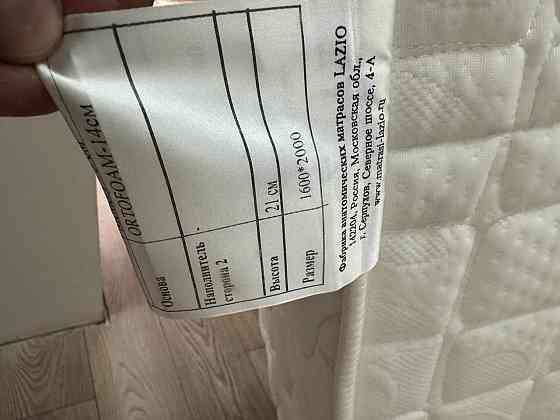 Основа ORTOFOAM-14см
Наполнитель сторона 2 -
Высота 21 см
Размер 1600*2000
Фабрика анатомических матрасов LAZIO
142204, Россия, Московская обл.,
г. Серпухов, Северное шоссе, 4-А
www.matrasi-lazio.ru